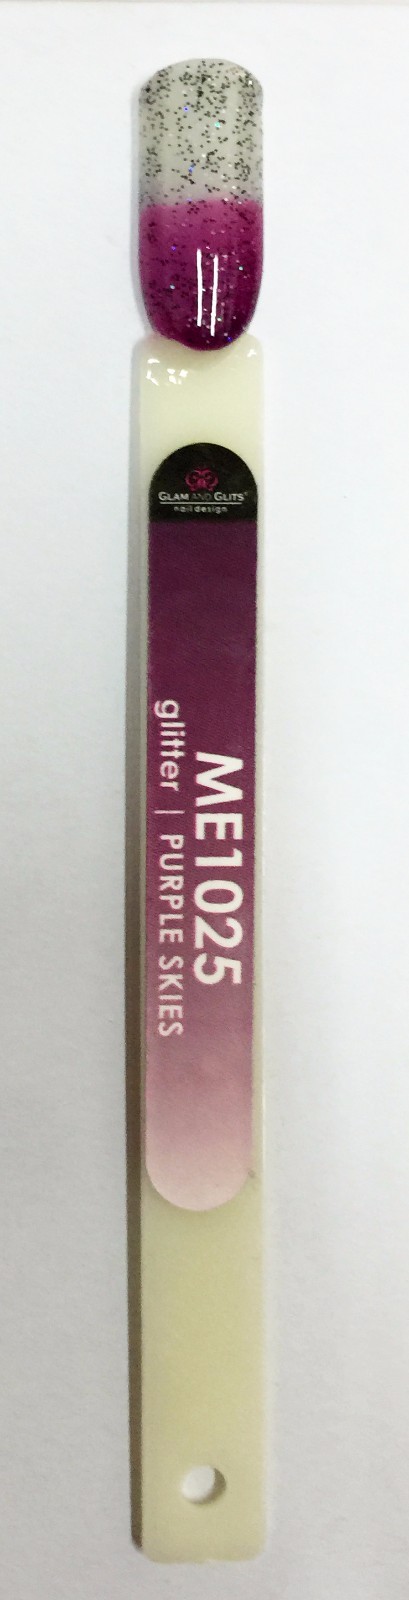 GLAM AND GLITS®
nail design
ME1025
glitter | PURPLE SKIES